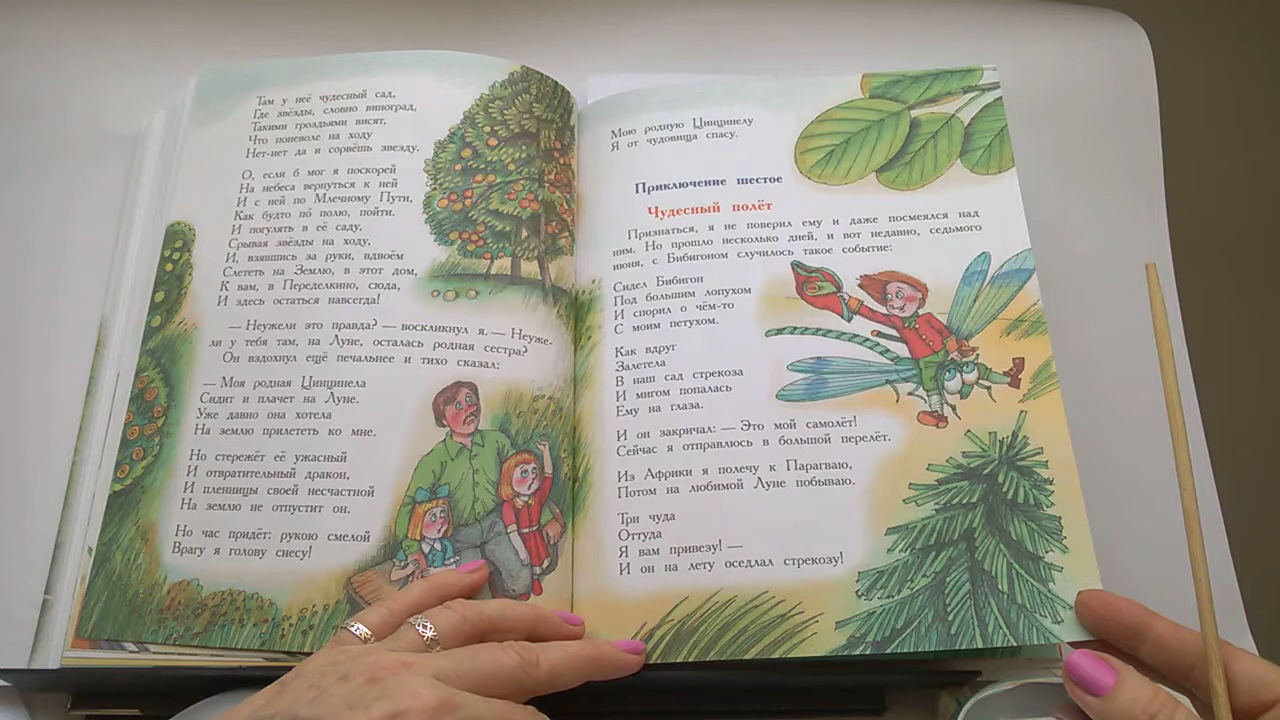 Там у неё чудесный сад,
Где звёзды, словно виноград,
Такими гроздьями висят,
Что поневоле на ходу
Нет-нет да и сорвёшь звезду.
О, если б мог я поскорей
На небеса вернуться к ней
И с ней по Млечному Пути,
Как будто по́ полю, пойти.
И погулять в её саду,
Срывая звёзды на ходу,
И, взявшись за руки, вдвоём
Слететь на Землю, в этот дом,
К вам, в Переделкино, сюда,
И здесь остаться навсегда!
— Неужели это правда? — воскликнул я. — Неуже-
ли у тебя там, на Луне, осталась родная сестра?
Он вздохнул ещё печальнее и тихо сказал:
— Моя родная Цинцинела
Сидит и плачет на Луне.
Уже давно она хотела
На землю прилететь ко мне.
Но стережёт её ужасный
И отвратительный дракон,
И пленницы своей несчастной
На землю не отпустит он.
Но час придёт: рукою смелой
Врагу я голову снесу!
Мою родную Цинцинелу
Я от чудовища спасу.
Приключение шестое
Чудесный полёт
Признаться, я не поверил ему и даже посмеялся над
ним. Но прошло несколько дней, и вот недавно, седьмого
июня, с Бибигоном случилось такое событие:
Сидел Бибигон
Под большим лопухом
И спорил о чём-то
С моим петухом.
Как вдруг
Залетела
В наш сад стрекоза
И мигом попалась
Ему на глаза.
И он закричал: — Это мой самолёт!
Сейчас я отправлюсь в большой перелёт.
Из Африки я полечу к Парагваю,
Потом на любимой Луне побываю.
Три чуда
Оттуда
Я вам привезу! —
И он на лету оседлал стрекозу!